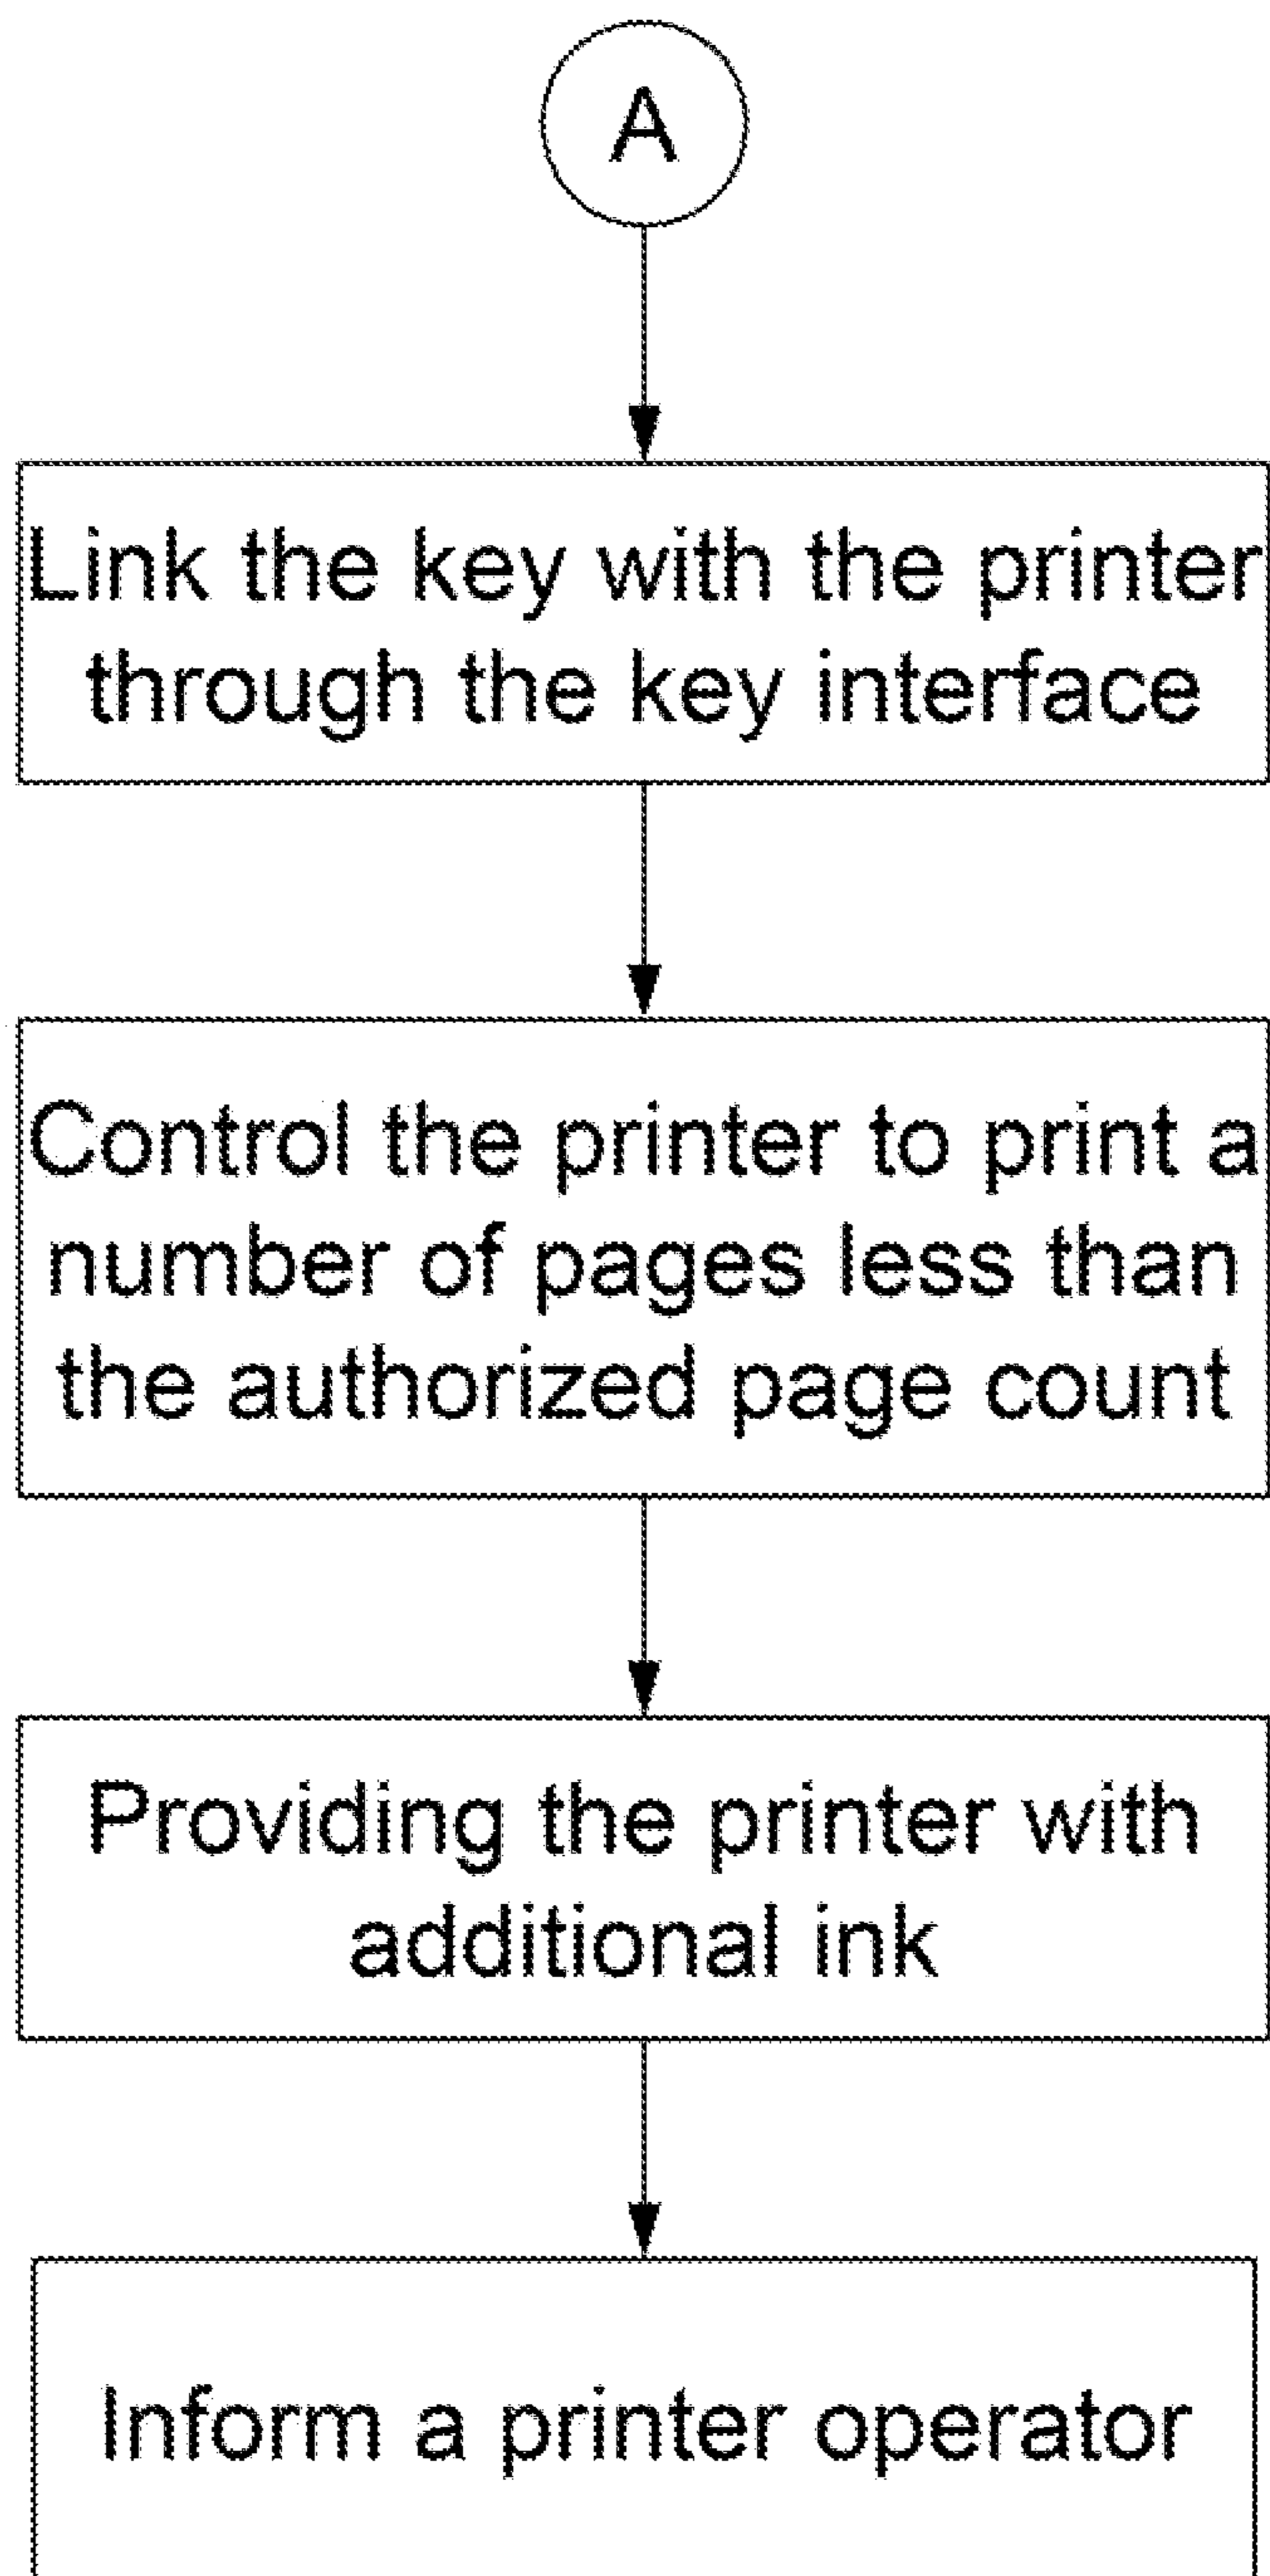 A
Link the key with the printer
through the key interface
Control the printer to print a
number of pages less than
the authorized page count
Providing the printer with
additional ink
Inform a printer operator